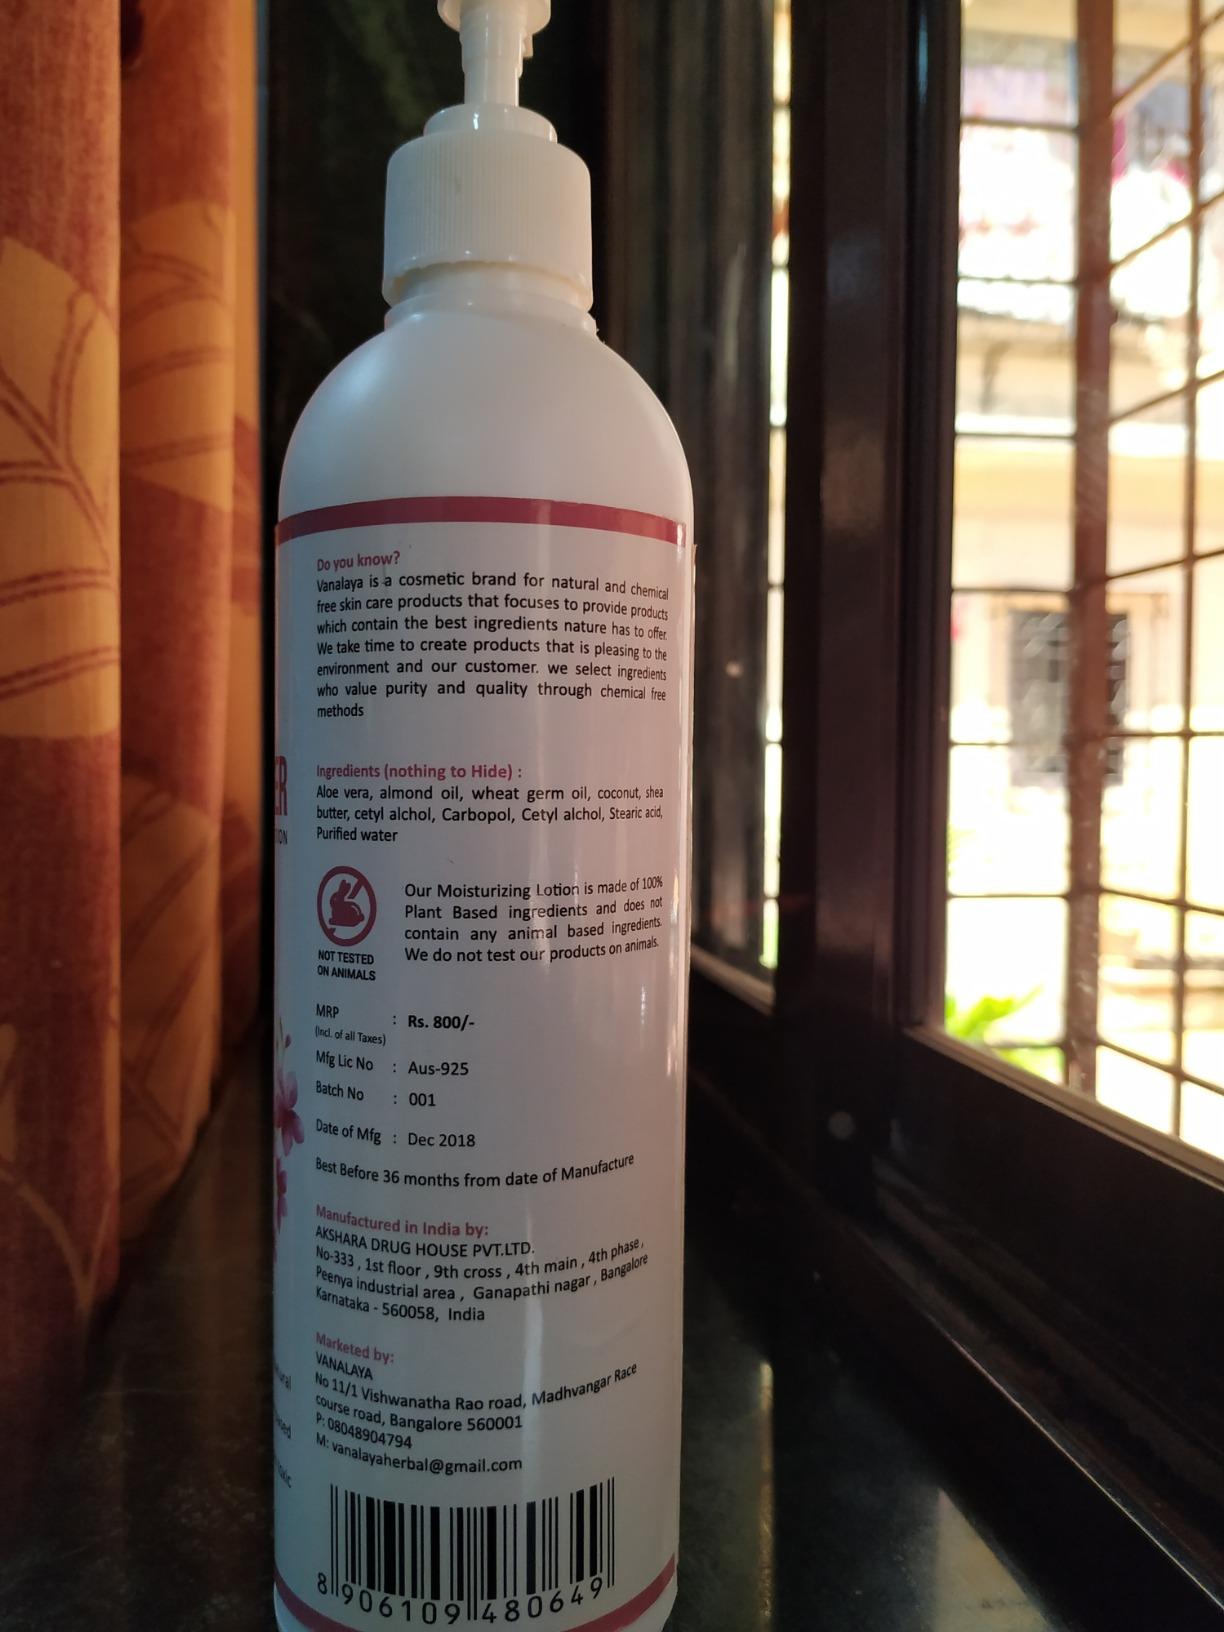 Do you know?
Vanalaya is a cosmetic brand for natural and chemical
free skin care products that focuses to provide products
which contain the best ingredients nature has to offer.
We take time to create products that is pleasing to the
environment and our customer. we select ingredients
who value purity and quality through chemical free
methods
Ingredients (nothing to Hide) :
Aloe vera, almond oil, wheat germ oil, coconut, shea
butter, cetyl alchol, Carbopol, Cetyl alchol, Stearic acid,
Purified water
Our Moisturizing Lotion is made of 100%
Plant Based ingredients and does not
contain any animal based ingredients.
We do not test our products on animals.
NOT TESTED
ON ANIMALS
MRP : Rs. 800/-
(Incl. of all Taxes)
Mfg Lic No : Aus-925
Batch No : 001
Date of Mfg : Dec 2018
Best Before 36 months from date of Manufacture
Manufactured in India by:
AKSHARA DRUG HOUSE PVT.LTD.
No-333 , 1st floor , 9th cross , 4th main , 4th phase ,
Peenya industrial area , Ganapathi nagar , Bangalore
Karnataka - 560058, India
Marketed by:
VANALAYA
No 11/1 Vishwanatha Rao road, Madhvangar Race
course road, Bangalore 560001
P: 08048904794
M: vanalayaherbal@gmail.com
8 906109 480649